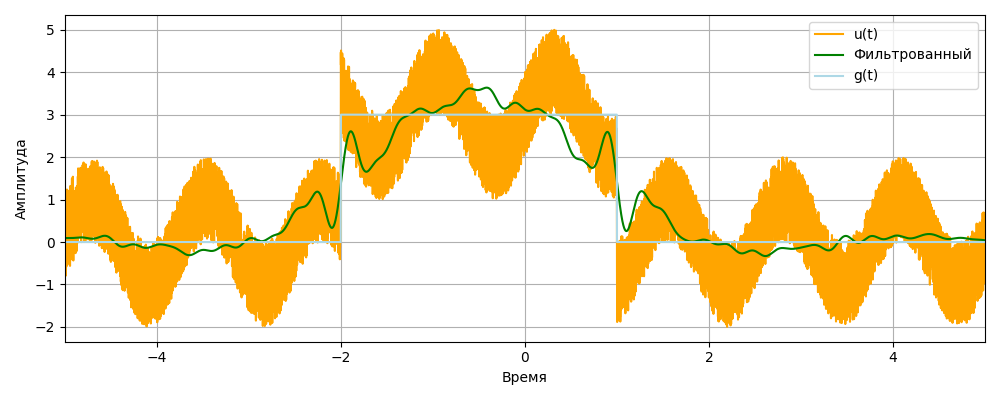 u(t)
Фильтрованный
g(t)
5
4
3
2
1
0
−1
−2
Амплитуда
−4
−2
0
2
4
Время